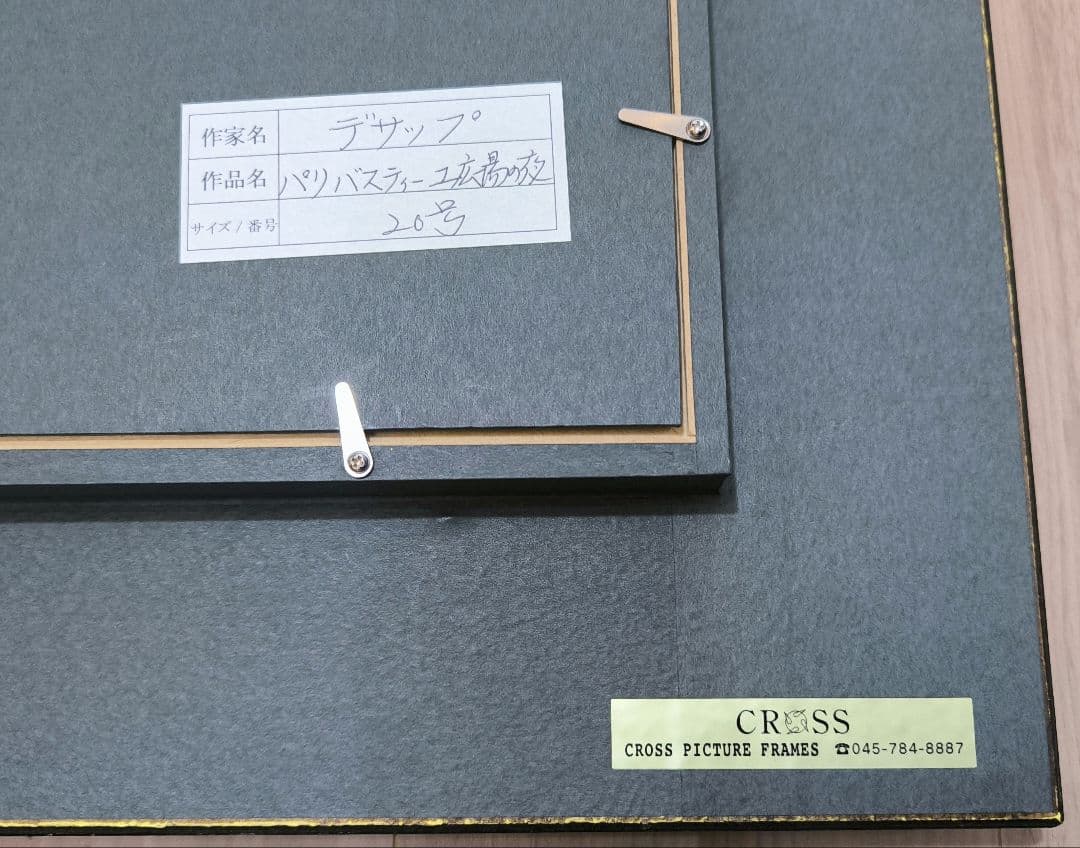 作家名 デサップ
作品名 パリバスティーユ広場の夜
サイズ/番号 20号
CROSS
CROSS PICTURE FRAMES ☎045-784-8887